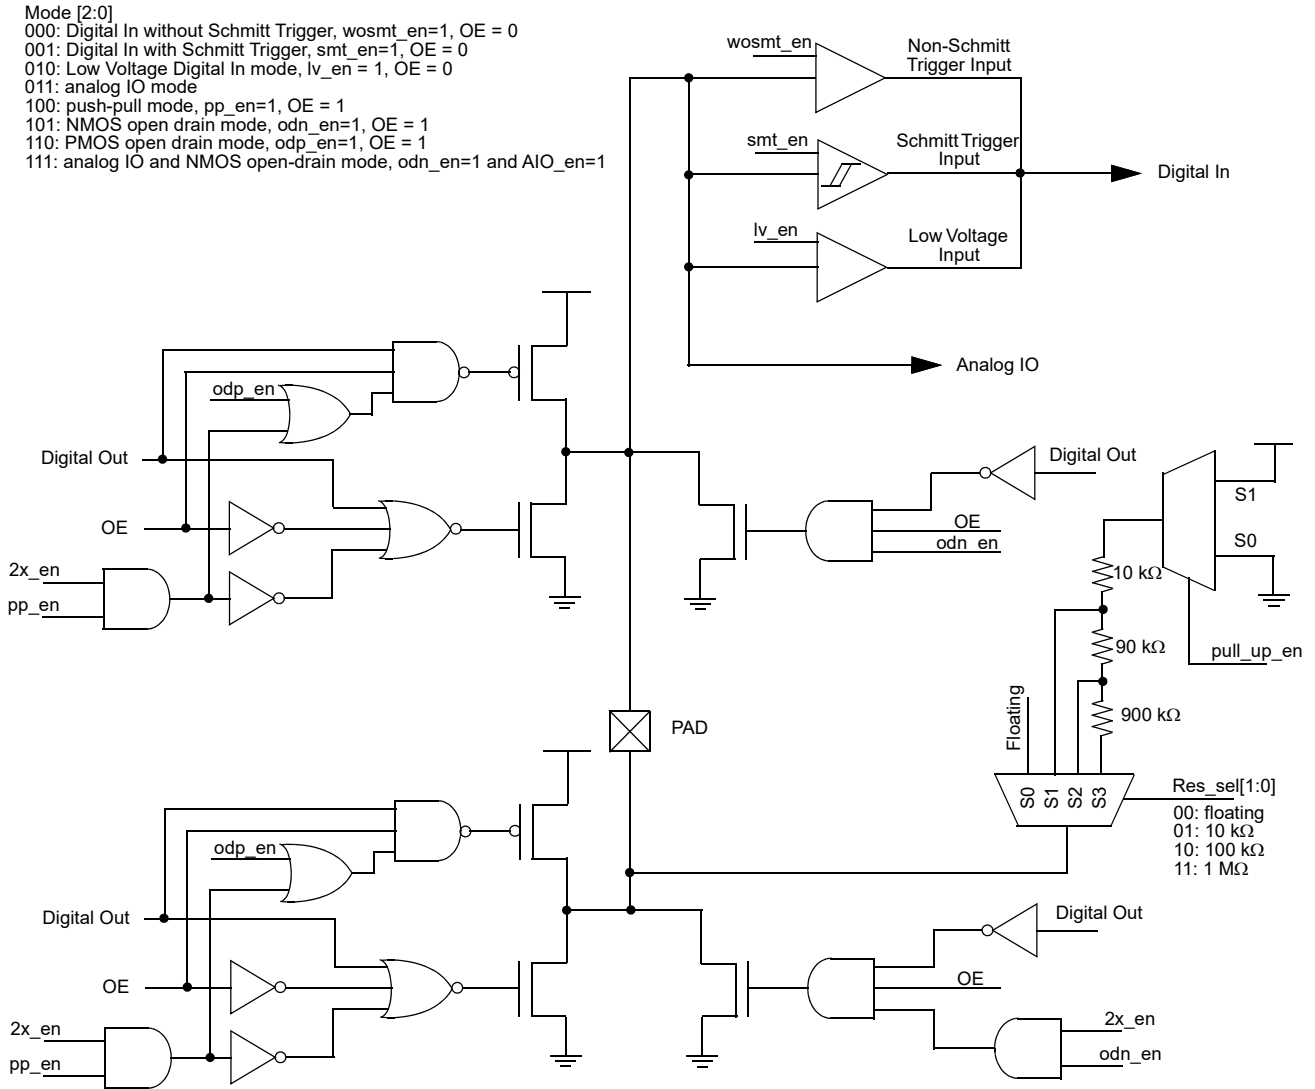 Mode [2:0]
000: Digital In without Schmitt Trigger, wosmt_en=1, OE = 0
001: Digital In with Schmitt Trigger, smt_en=1, OE = 0
010: Low Voltage Digital In mode, lv_en = 1, OE = 0
011: analog IO mode
100: push-pull mode, pp_en=1, OE = 1
101: NMOS open drain mode, odn_en=1, OE = 1
110: PMOS open drain mode, odp_en=1, OE = 1
111: analog IO and NMOS open-drain mode, odn_en=1 and AIO_en=1
wosmt_en
Non-Schmitt
Trigger Input
smt_en
Schmitt Trigger
Input
Digital In
lv_en
Low Voltage
Input
Analog IO
odp_en
Digital Out
OE
2x_en
pp_en
Digital Out
OE
odn_en
S1
S0
10 kΩ
90 kΩ
900 kΩ
pull_up_en
Floating
PAD
S0
S1
S2
S3
Res_sel[1:0]
00: floating
01: 10 kΩ
10: 100 kΩ
11: 1 MΩ
odp_en
Digital Out
OE
2x_en
pp_en
Digital Out
OE
2x_en
odn_en